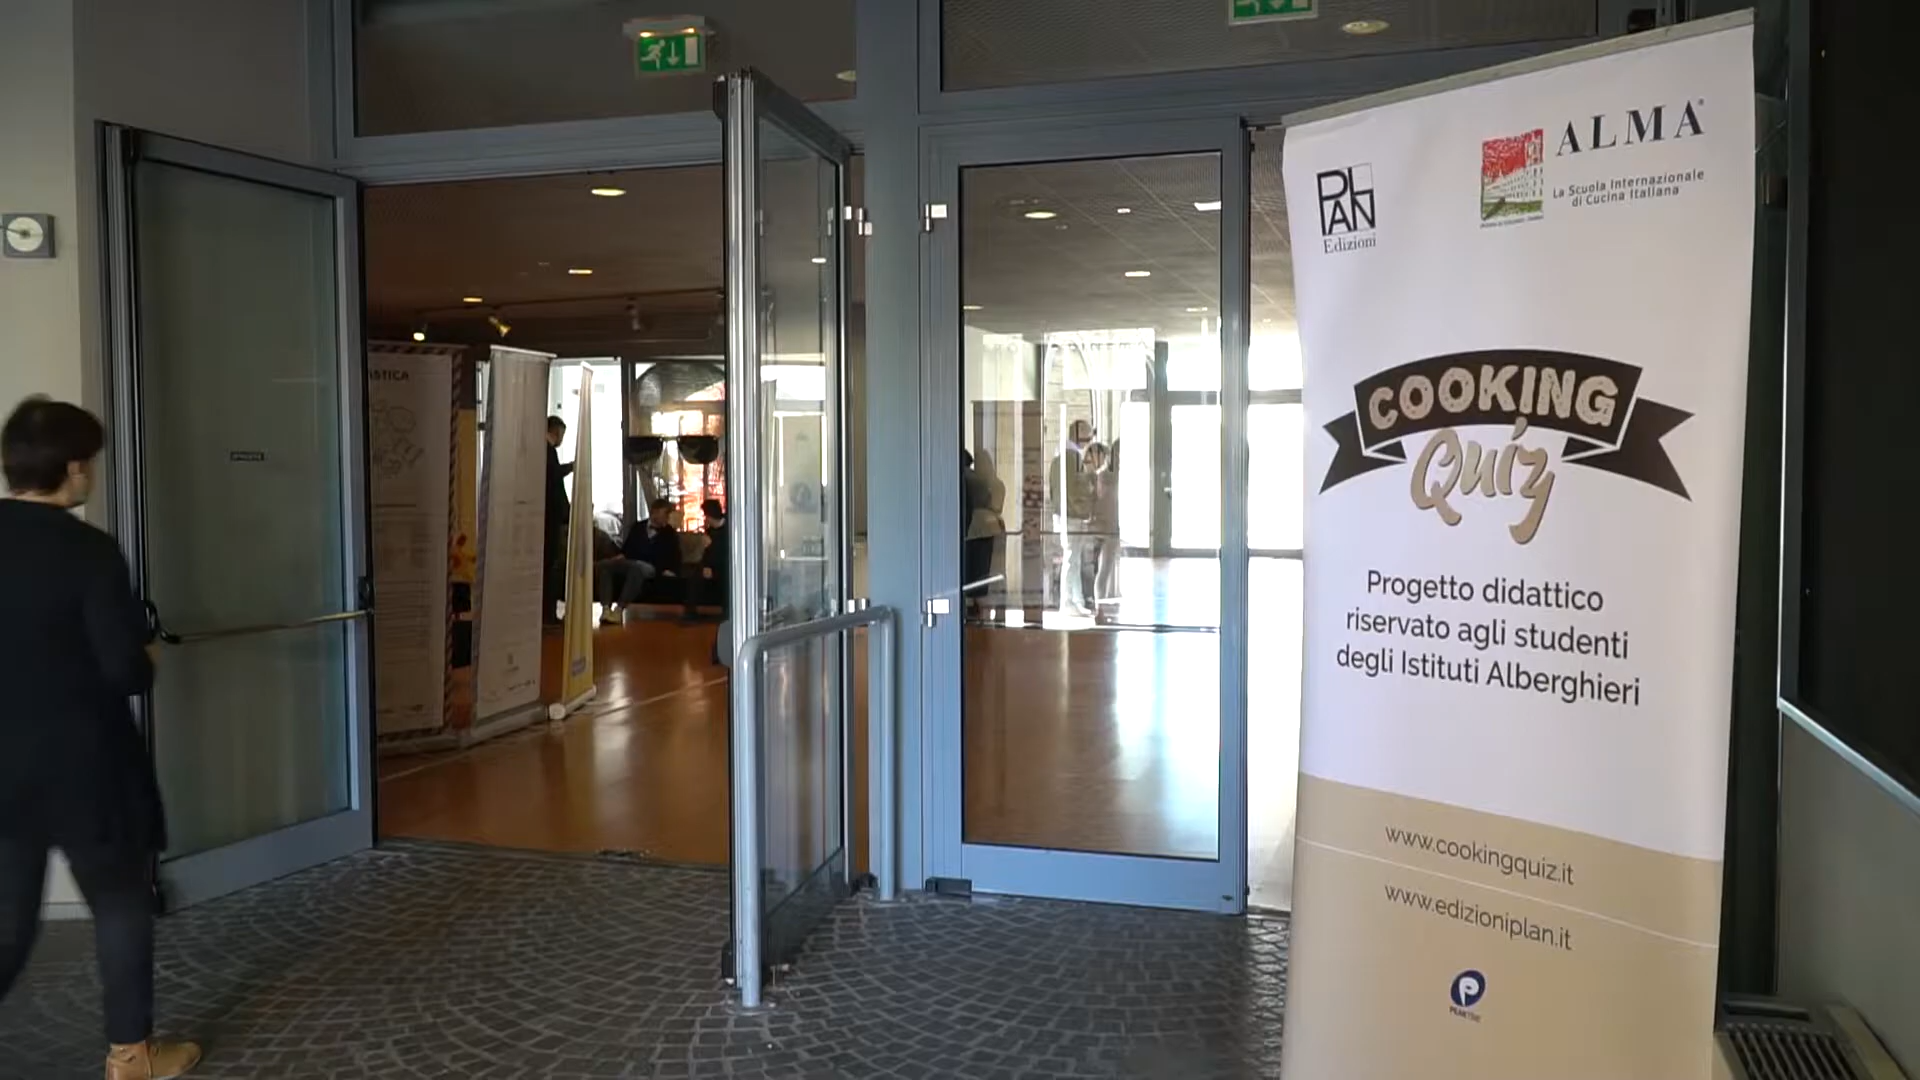 PLAN
Edizioni
ALMA
La Scuola Internazionale
di Cucina Italiana
COOKING
Quiz
Progetto didattico
riservato agli studenti
degli Istituti Alberghieri
www.cookingquiz.it
www.edizioniplan.it